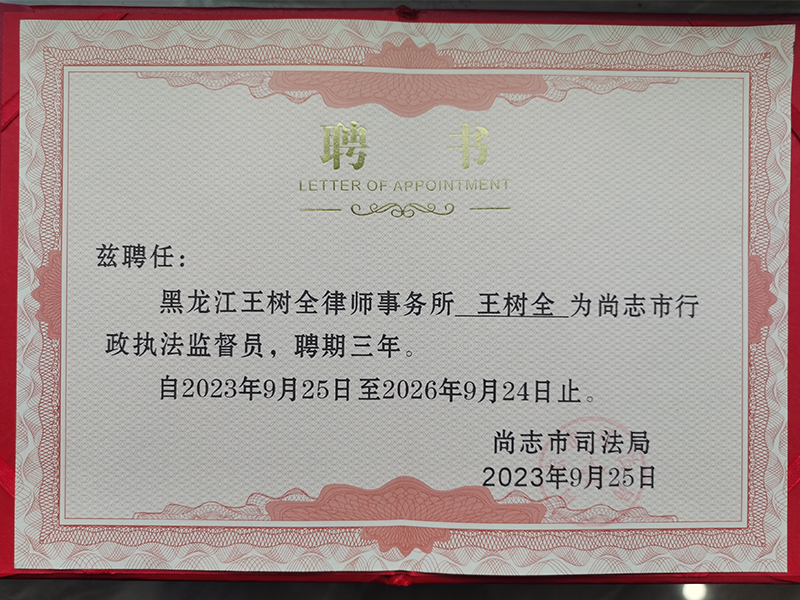 聘 书
LETTER OF APPOINTMENT
兹聘任：
黑龙江王树全律师事务所 王树全 为尚志市行
政执法监督员，聘期三年。
自2023年9月25日至2026年9月24日止。
尚志市司法局
2023年9月25日